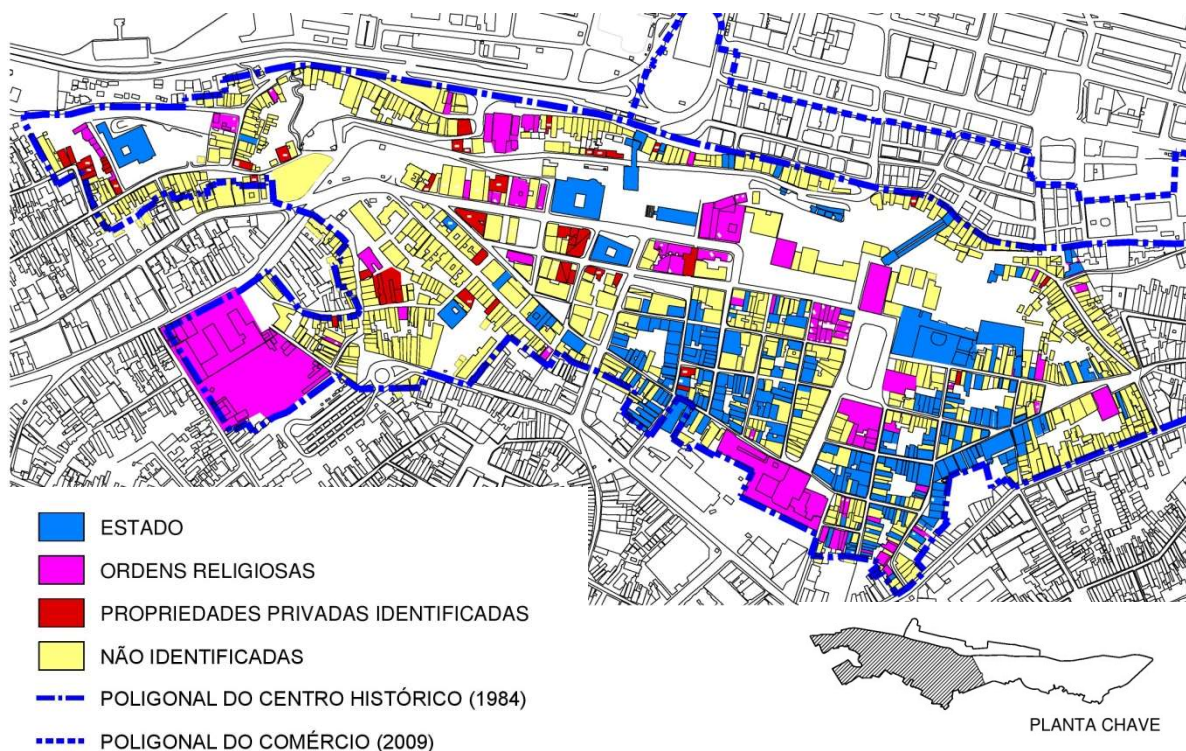 ESTADO
ORDENS RELIGIOSAS
PROPRIEDADES PRIVADAS IDENTIFICADAS
NÃO IDENTIFICADAS
POLIGONAL DO CENTRO HISTÓRICO (1984)
POLIGONAL DO COMÉRCIO (2009)
PLANTA CHAVE